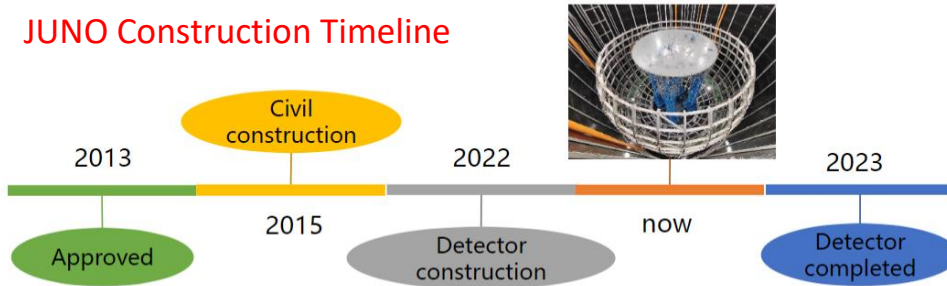 JUNO Construction Timeline
2013
Approved
Civil
construction
2015
2022
Detector
construction
now
2023
Detector
completed